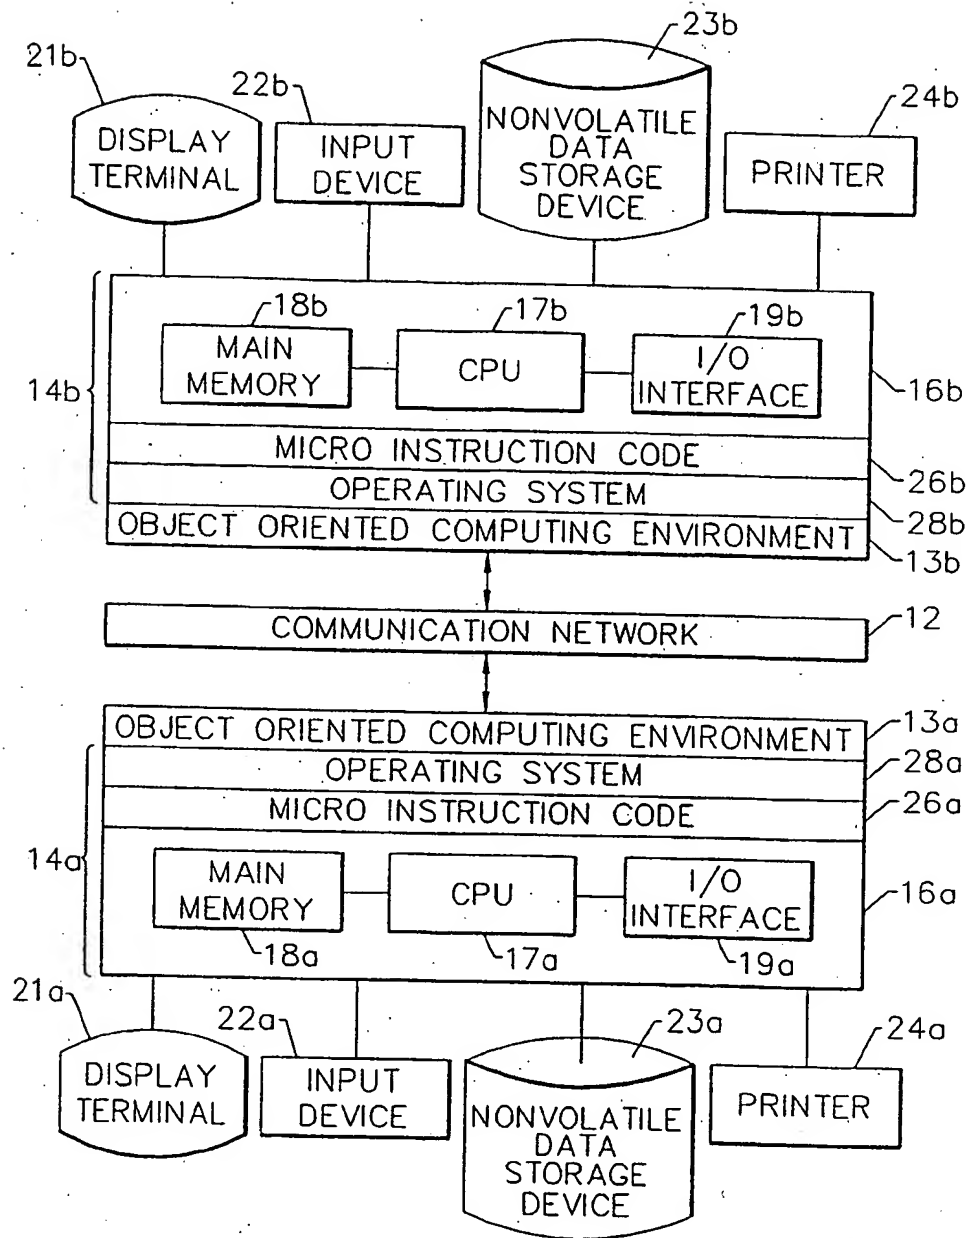 23b
21b
22b
24b
DISPLAY
TERMINAL
INPUT
DEVICE
NONVOLATILE
DATA
STORAGE
DEVICE
PRINTER
18b
17b
19b
MAIN
MEMORY
CPU
I/O
INTERFACE
14b
16b
MICRO INSTRUCTION CODE
26b
OPERATING SYSTEM
28b
OBJECT ORIENTED COMPUTING ENVIRONMENT
13b
COMMUNICATION NETWORK
12
OBJECT ORIENTED COMPUTING ENVIRONMENT
13a
OPERATING SYSTEM
28a
MICRO INSTRUCTION CODE
26a
14a
MAIN
MEMORY
CPU
I/O
INTERFACE
16a
18a
17a
19a
21a
22a
23a
24a
DISPLAY
TERMINAL
INPUT
DEVICE
NONVOLATILE
DATA
STORAGE
DEVICE
PRINTER